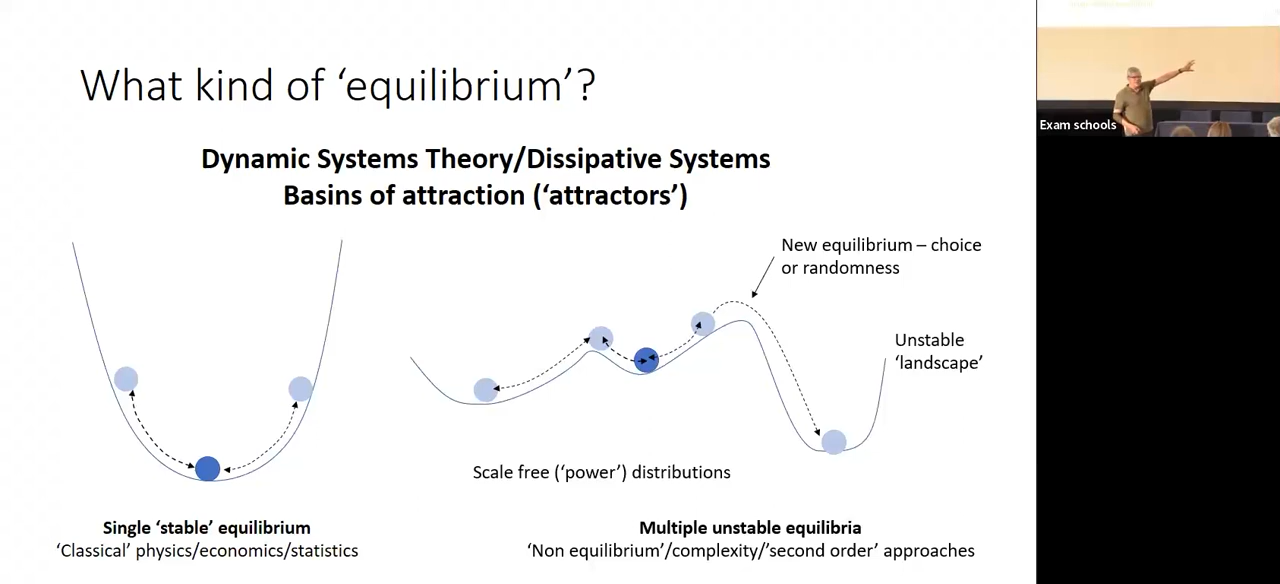 What kind of ‘equilibrium’?
Dynamic Systems Theory/Dissipative Systems
Basins of attraction (‘attractors’)
New equilibrium – choice
or randomness
Unstable
‘landscape’
Scale free (‘power’) distributions
Single ‘stable’ equilibrium
‘Classical’ physics/economics/statistics
Multiple unstable equilibria
‘Non equilibrium’/complexity/’second order’ approaches
Exam schools